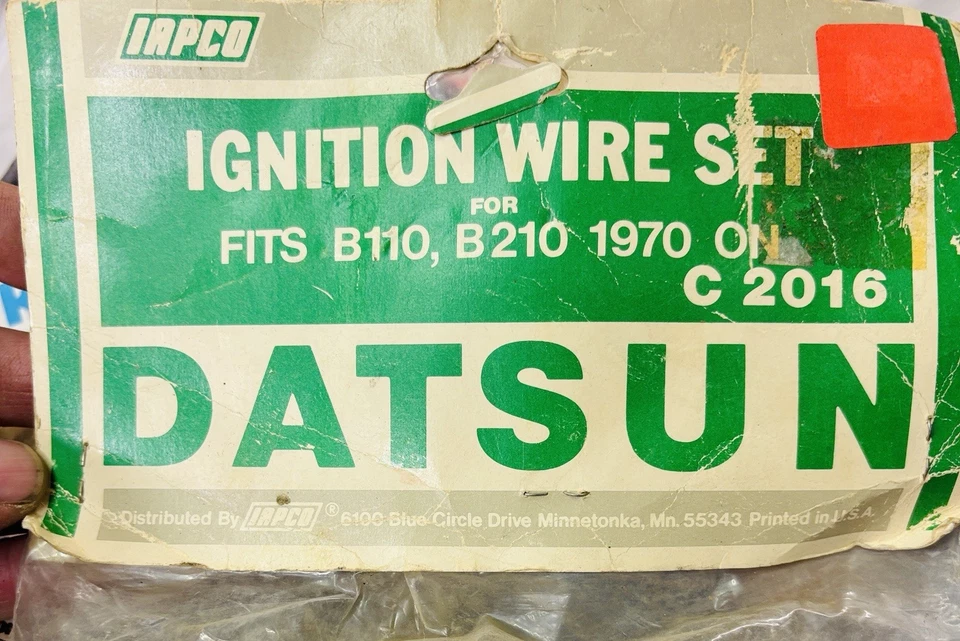 IAPCO
IGNITION WIRE SET
FOR
FITS B110, B210 1970 ON
C 2016
DATSUN
Distributed By IAPCO ® 6100 Blue Circle Drive Minnetonka, Mn. 55343 Printed in U.S.A.